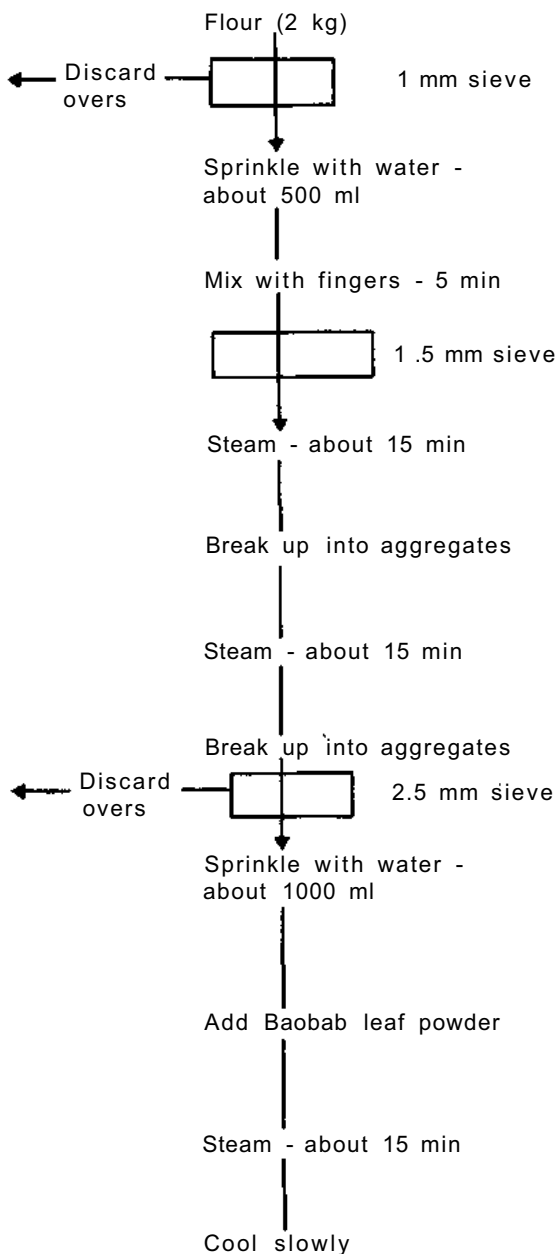 Flour (2 kg)
Discard
overs
1 mm sieve
Sprinkle with water -
about 500 ml
Mix with fingers - 5 min
1 .5 mm sieve
Steam - about 15 min
Break up into aggregates
Steam - about 15 min
Break up into aggregates
Discard
overs
2.5 mm sieve
Sprinkle with water -
about 1000 ml
Add Baobab leaf powder
Steam - about 15 min
Cool slowly